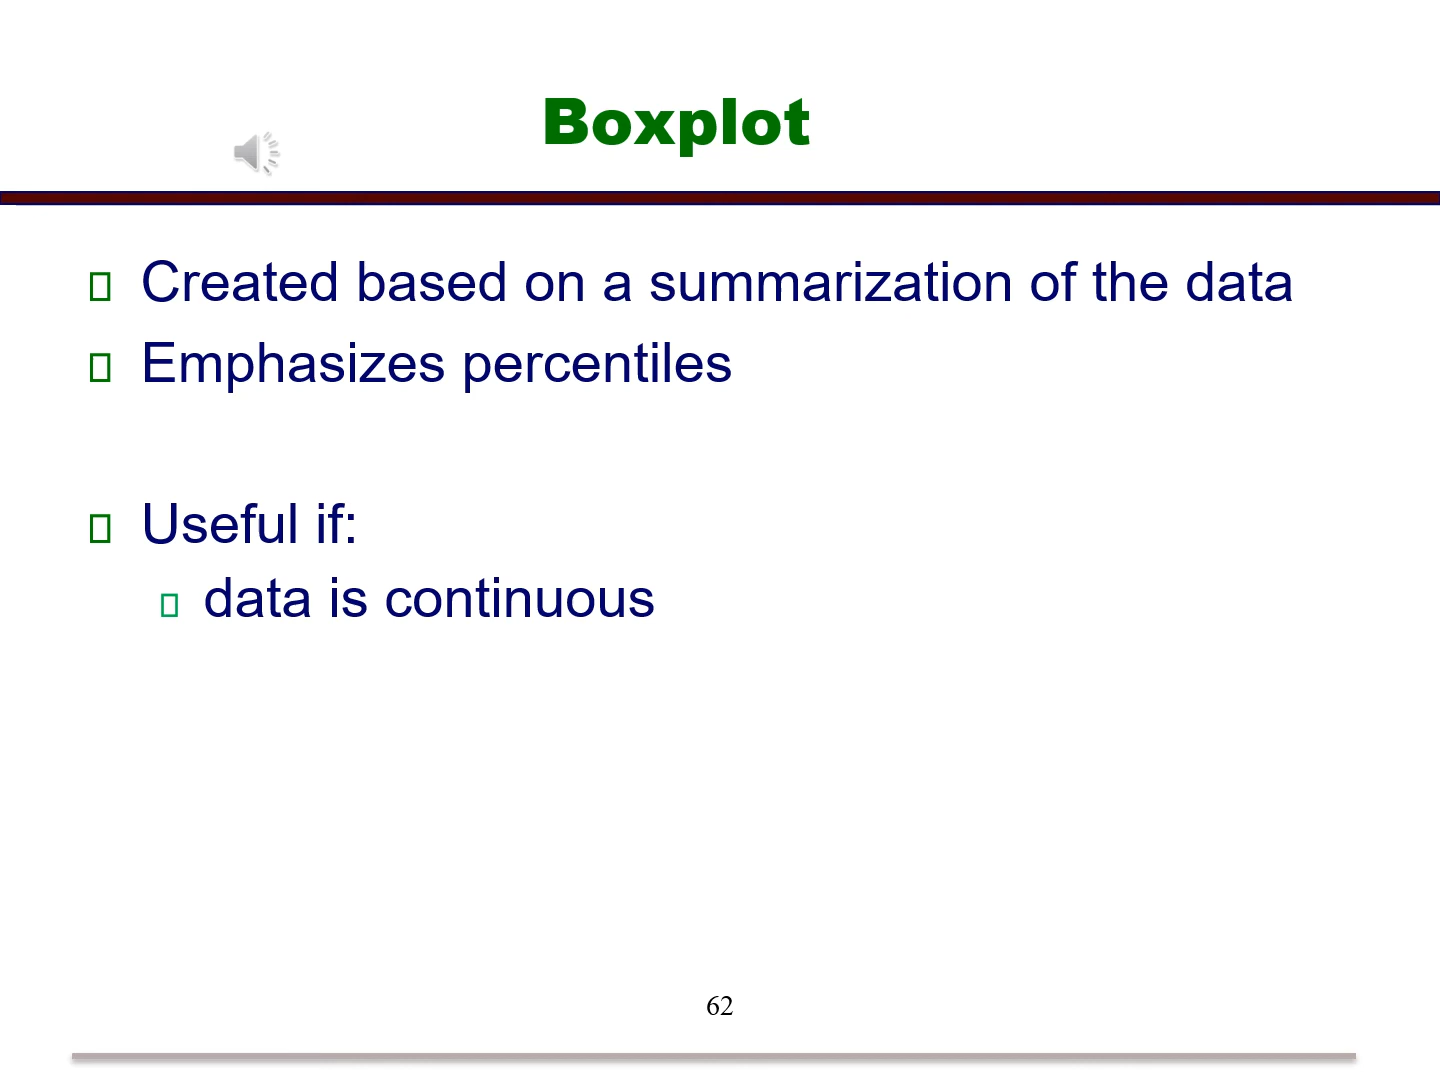 Boxplot
Created based on a summarization of the data
Emphasizes percentiles
Useful if:
data is continuous
62